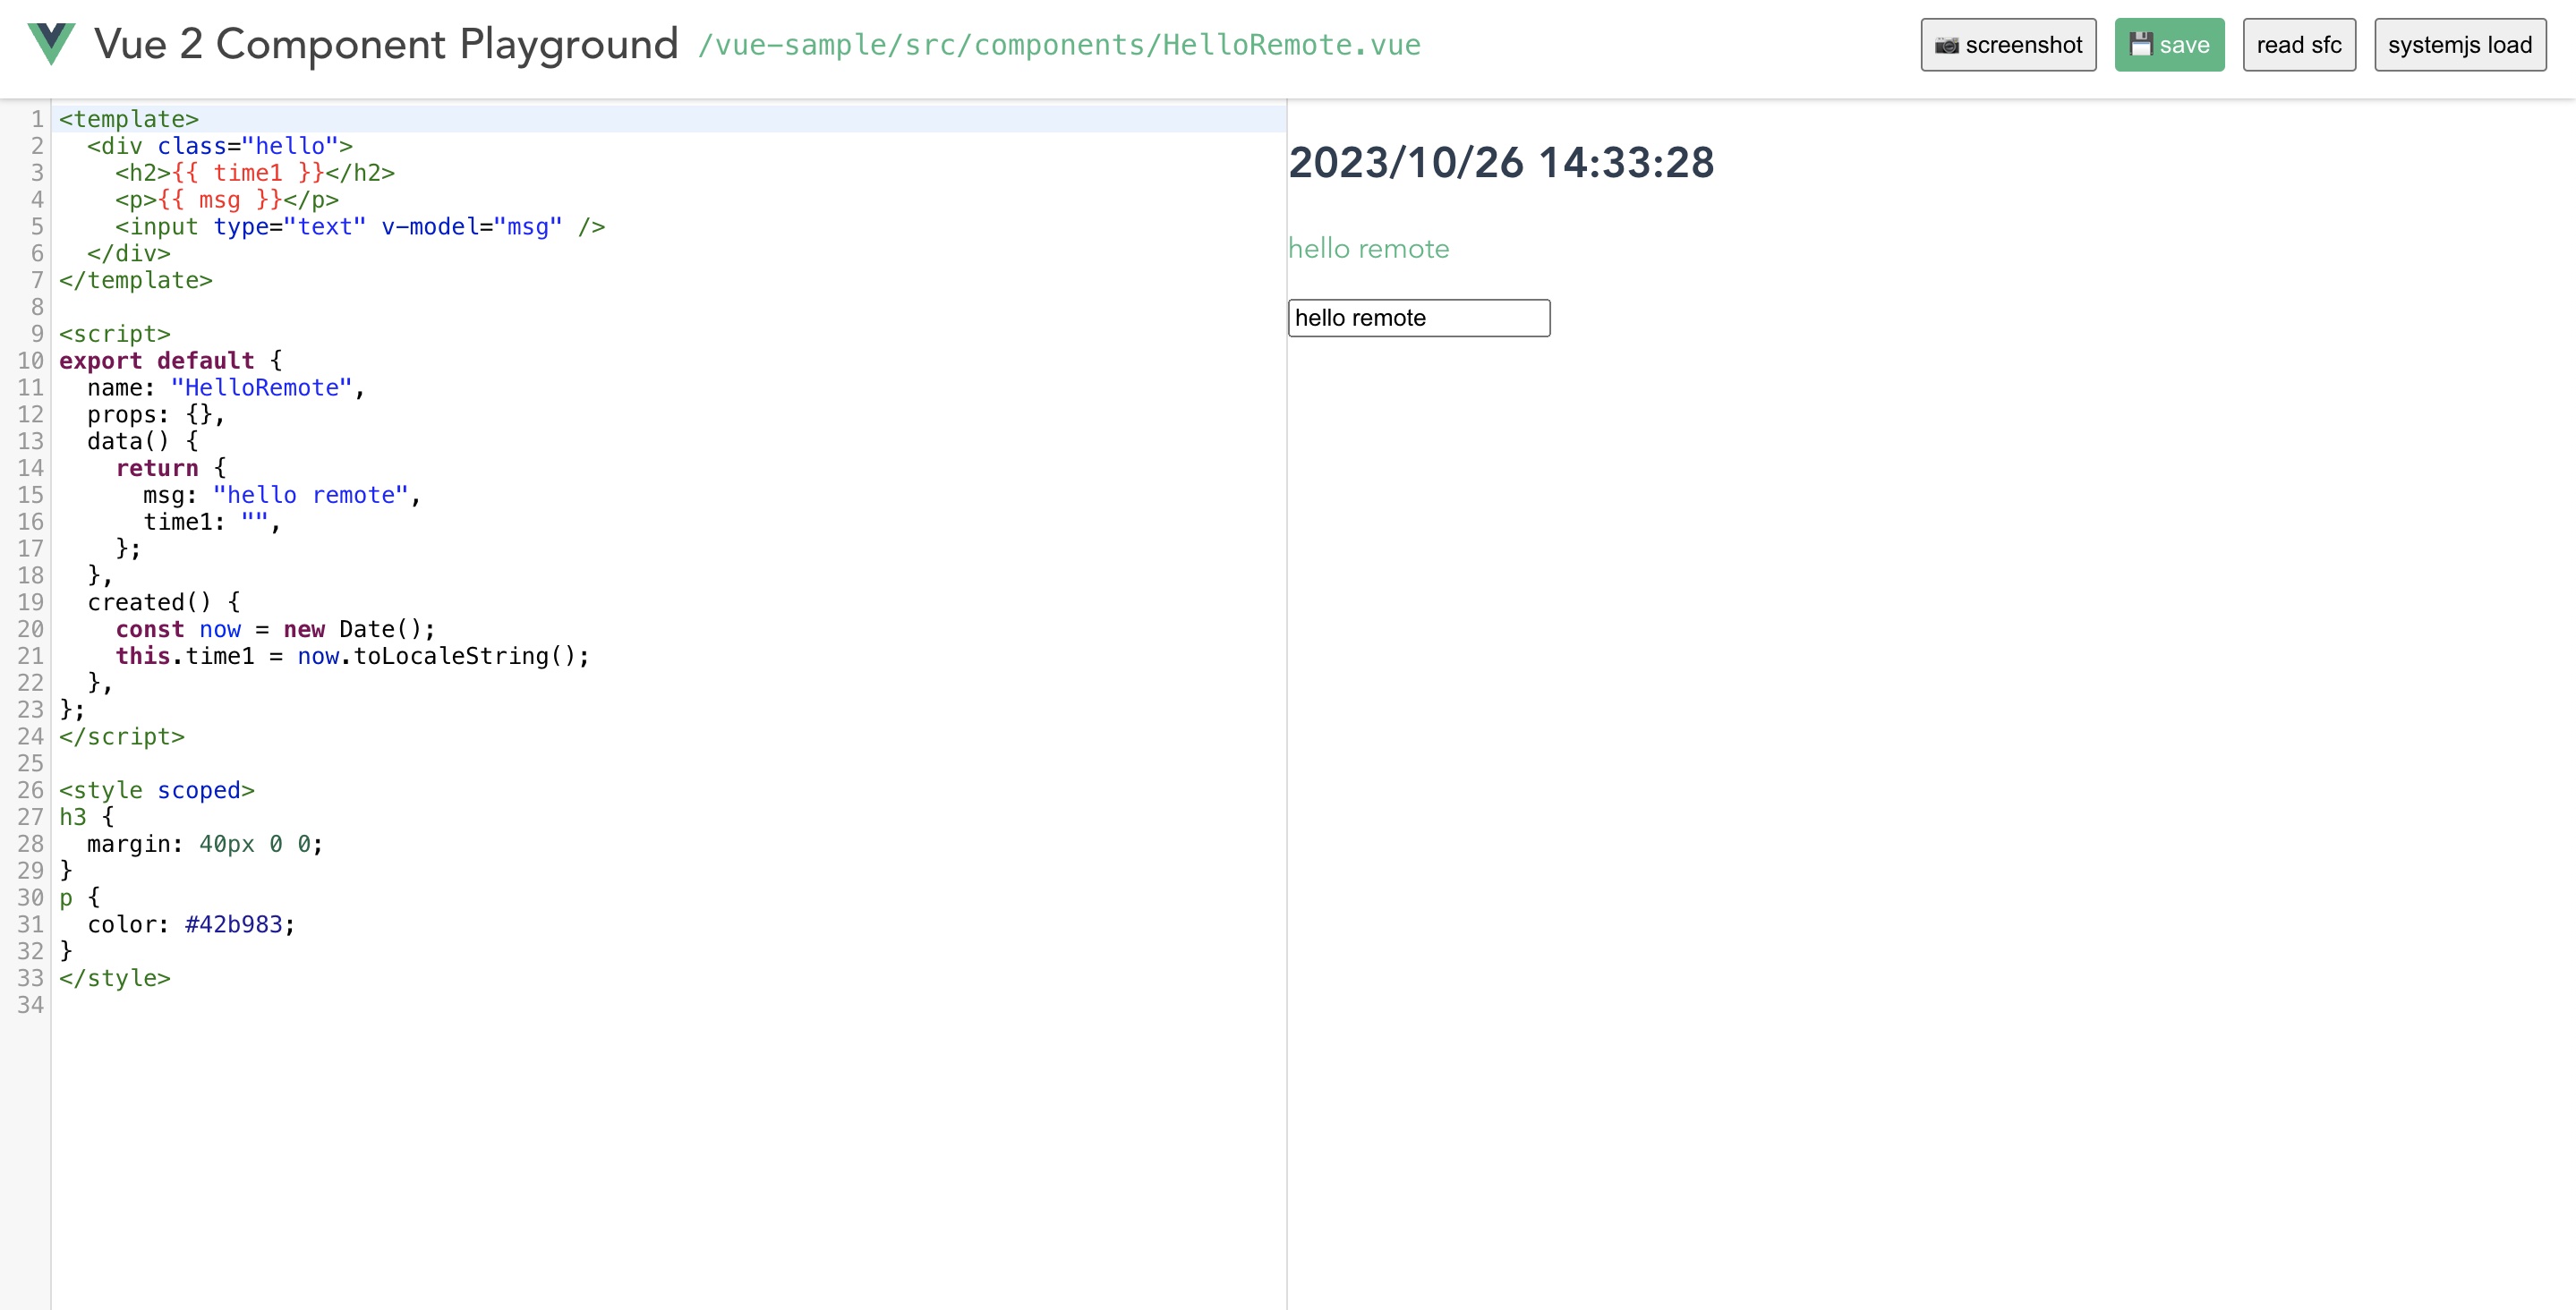 Vue 2 Component Playground /vue-sample/src/components/HelloRemote.vue
screenshot
save
read sfc
systemjs load
1 <template>
2   <div class="hello">
3     <h2>{{ time1 }}</h2>
4     <p>{{ msg }}</p>
5     <input type="text" v-model="msg" />
6   </div>
7 </template>
8
9 <script>
10 export default {
11   name: "HelloRemote",
12   props: {},
13   data() {
14     return {
15       msg: "hello remote",
16       time1: "",
17     };
18   },
19   created() {
20     const now = new Date();
21     this.time1 = now.toLocaleString();
22   },
23 };
24 </script>
25
26 <style scoped>
27 h3 {
28   margin: 40px 0 0;
29 }
30 p {
31   color: #42b983;
32 }
33 </style>
34
2023/10/26 14:33:28
hello remote
hello remote